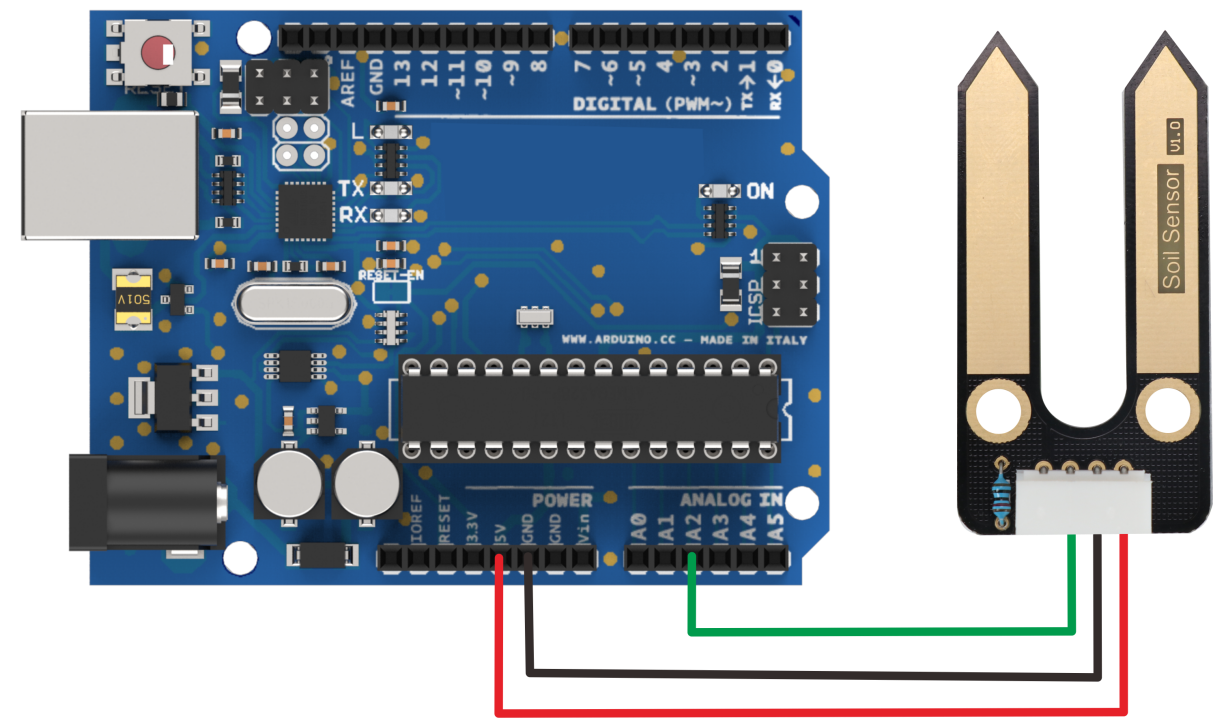 RESET
AREF
GND
13
12
~11
~10
~9
8
7
~6
~5
4
~3
2
TX→1
RX←0
DIGITAL (PWM~)
L
TX
RX
ON
RESET-EN
501V
1
ICSP
WWW.ARDUINO.CC – MADE IN ITALY
POWER
ANALOG IN
IOREF
RESET
3.3V
5V
GND
GND
Vin
A0
A1
A2
A3
A4
A5
Soil Sensor V1.0